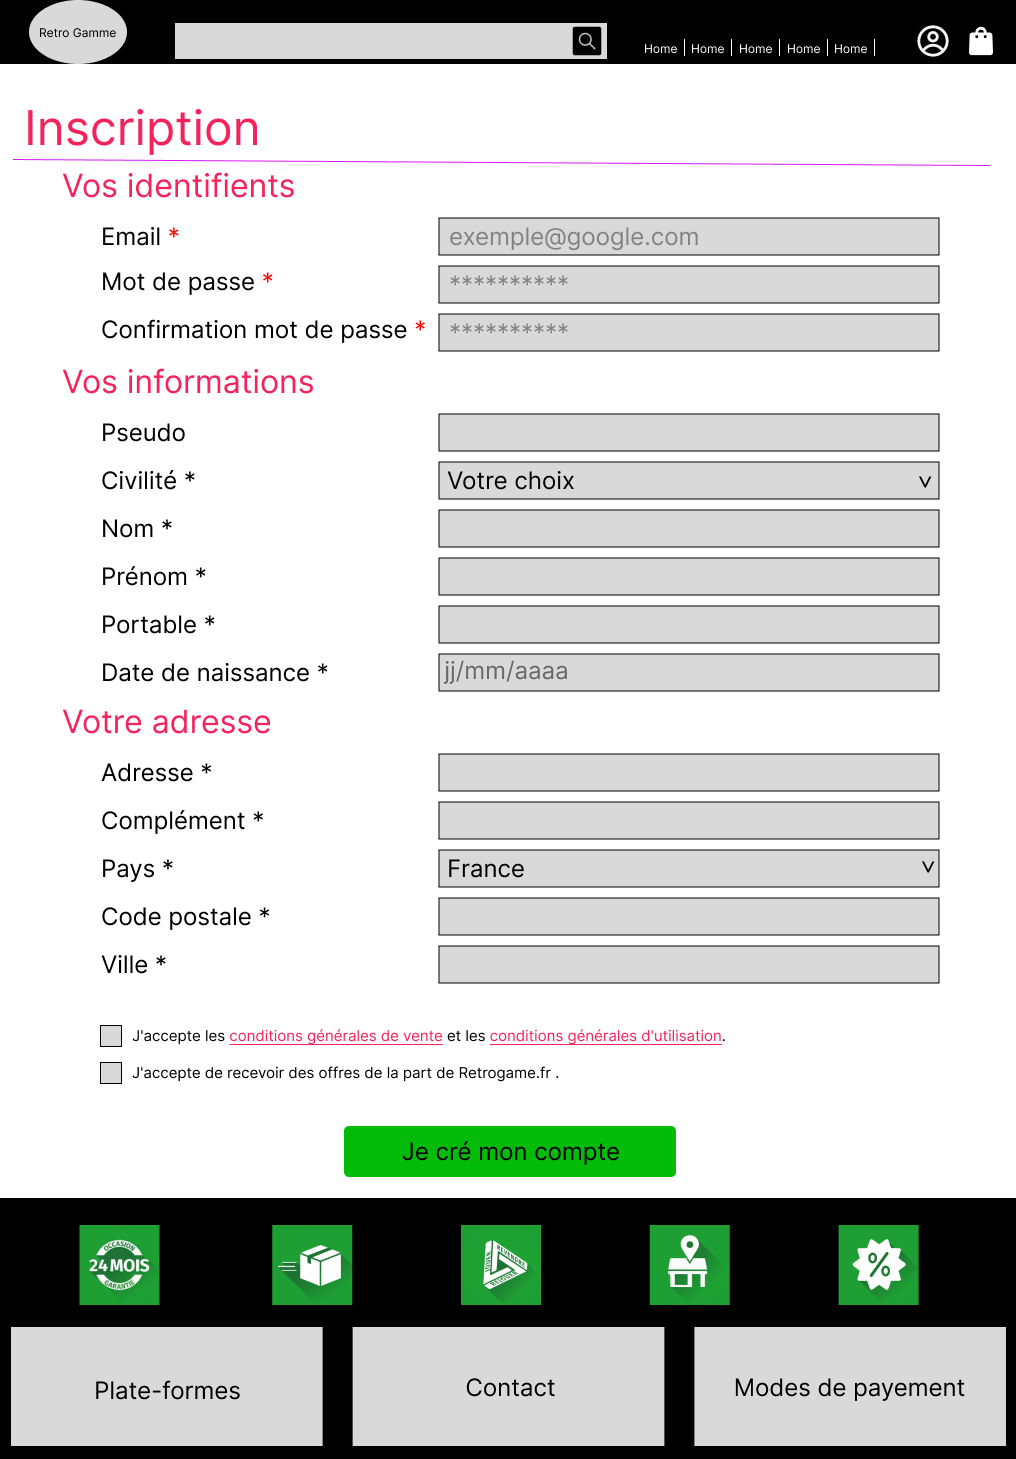 Retro Gamme
Home
Home
Home
Home
Home
Inscription
Vos identifients
Email *
exemple@google.com
Mot de passe *
**********
Confirmation mot de passe *
**********
Vos informations
Pseudo
Civilité *
Votre choix
Nom *
Prénom *
Portable *
Date de naissance *
jj/mm/aaaa
Votre adresse
Adresse *
Complément *
Pays *
France
Code postale *
Ville *
J'accepte les conditions générales de vente et les conditions générales d'utilisation.
J'accepte de recevoir des offres de la part de Retrogame.fr .
Je cré mon compte
OCCASION
24 MOIS
GARANTIE
JOUER
REVENDEZ
REJOUER
%
Plate-formes
Contact
Modes de payement